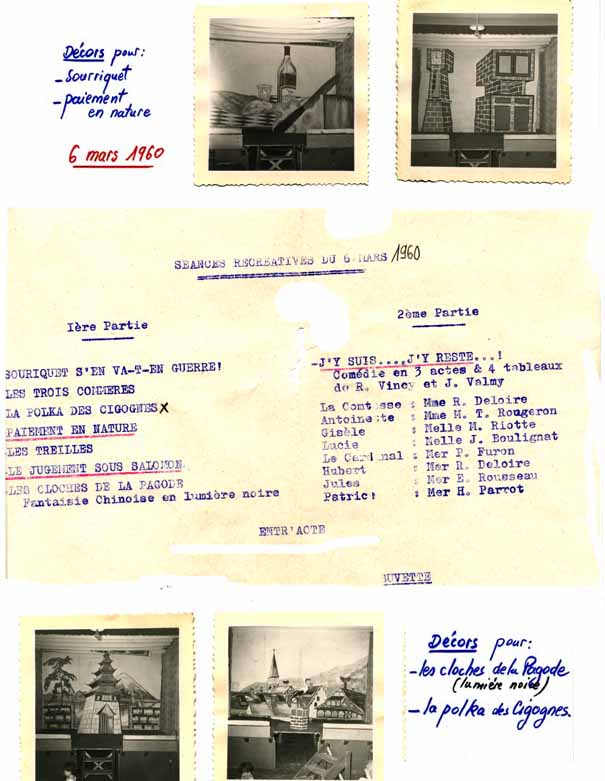 Décors pour:
- sourriquet
- paiement
en nature
6 mars 1960
SEANCES RECREATIVES DU 6 MARS 1960
Ière Partie
SOURIQUET S'EN VA-T-EN GUERRE!
LES TROIS COMMERES
LA POLKA DES CIGOGNES X
PAIEMENT EN NATURE
LES TREILLES
-LE JUGEMENT SOUS SALOMON
-LES CLOCHES DE LA PAGODE
Fantaisie Chinoise en lumière noire
2ème Partie
-J'Y SUIS....J'Y RESTE...!
Comédie en 3 actes & 4 tableaux
de R. Vincy et J. Valmy
La Comtesse : Mme R. Deloire
Antoinette : Mme M. T. Rougeron
Gisèle : Melle M. Riotte
Lucie : Melle J. Boulignat
Le Cardinal : Mer P. Furon
Hubert : Mer R. Deloire
Jules : Mer E. Rousseau
Patrick : Mer H. Parrot
ENTR'ACTE
BUVETTE
Décors pour:
- les cloches de la Pagode
(lumière noire)
- la polka des Cigognes.